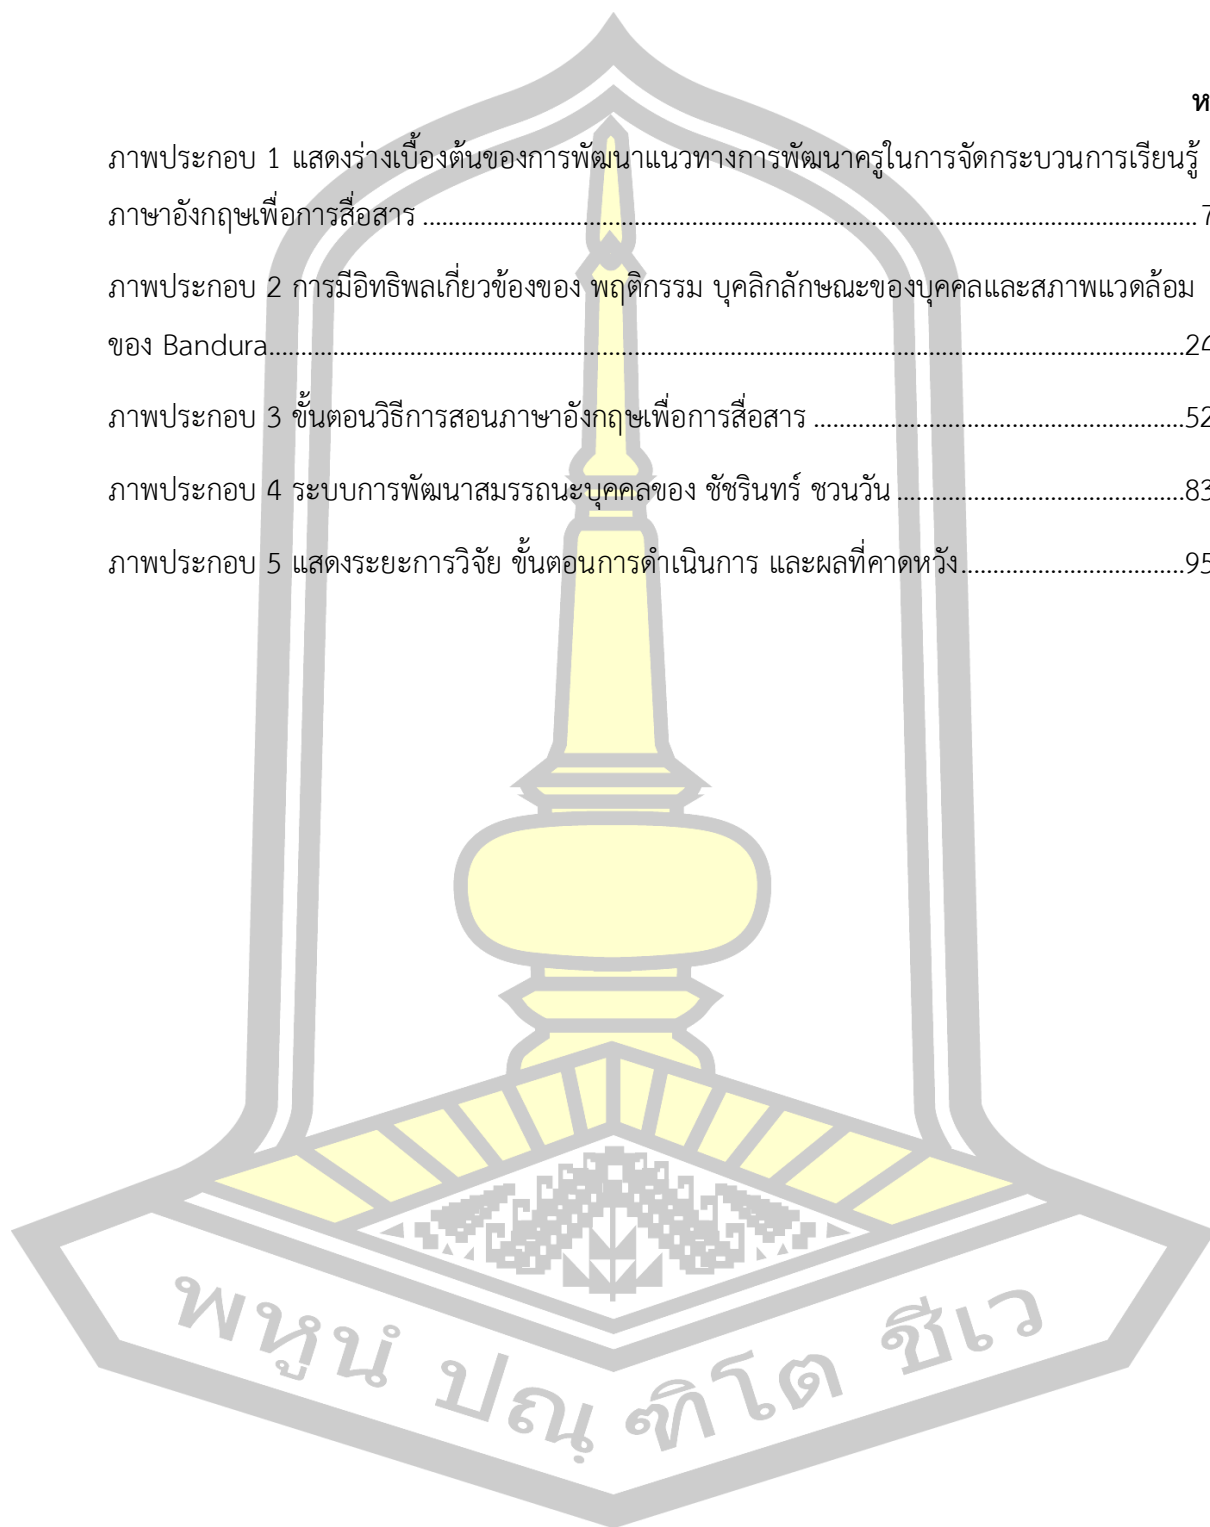 ห
ภาพประกอบ 1 แสดงร่างเบื้องต้นของการพัฒนาแนวทางการพัฒนาครูในการจัดกระบวนการเรียนรู้
ภาษาอังกฤษเพื่อการสื่อสาร ........................................ 7
ภาพประกอบ 2 การมีอิทธิพลเกี่ยวข้องของ พฤติกรรม บุคลิกลักษณะของบุคคลและสภาพแวดล้อม
ของ Bandura........................................24
ภาพประกอบ 3 ขั้นตอนวิธีการสอนภาษาอังกฤษเพื่อการสื่อสาร ........................................52
ภาพประกอบ 4 ระบบการพัฒนาสมรรถนะบุคคลของ ชัชรินทร์ ชวนวัน ........................................83
ภาพประกอบ 5 แสดงระยะการวิจัย ขั้นตอนการดำเนินการ และผลที่คาดหวัง........................................95
พหูนํ ปณฺฑิโต ชีเว